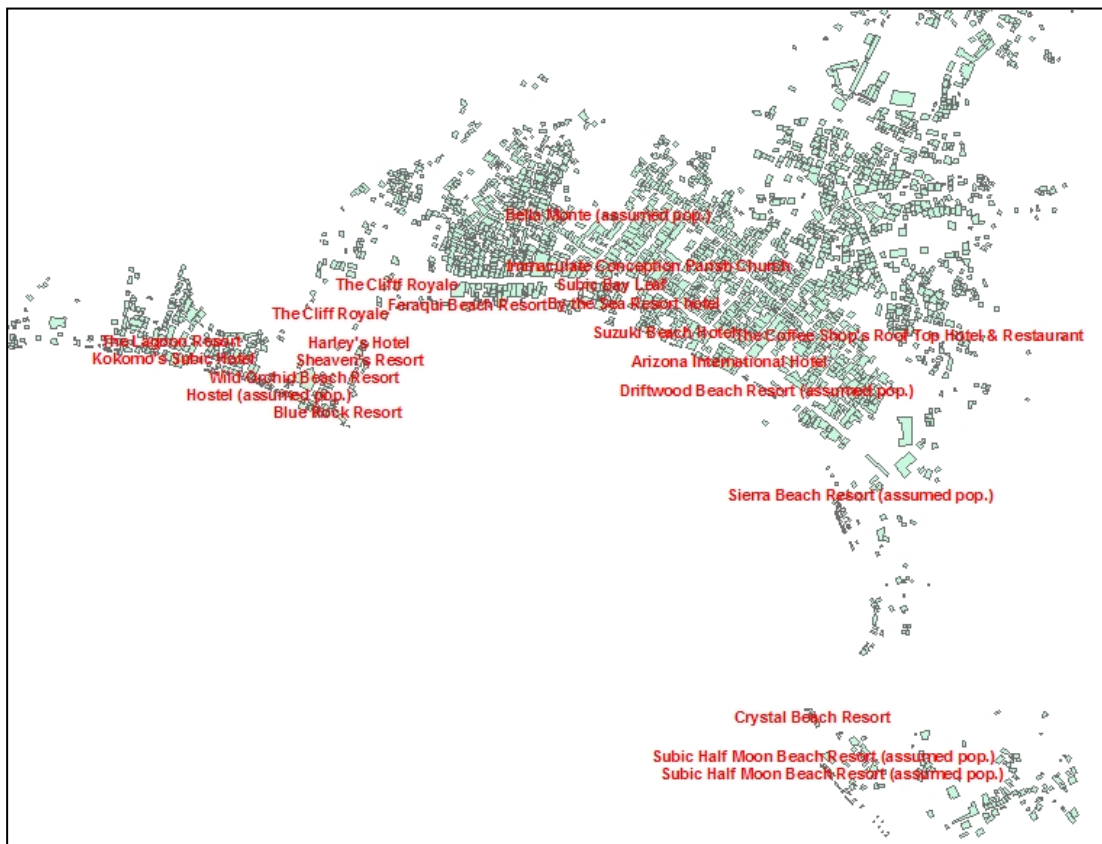 Bella Monte (assumed pop.)
Immaculate Conception Parish Church
The Cliff Royale
Subic Bay Leaf
Feraqui Beach Resort
By the Sea Resort hotel
The Cliff Royale
Suzuki Beach Hotel
The Coffee Shop's Roof Top Hotel & Restaurant
The Lagoon Resort
Harley's Hotel
Kokomo's Subic Hotel
Sheaven's Resort
Arizona International Hotel
Wild Orchid Beach Resort
Hostel (assumed pop.)
Driftwood Beach Resort (assumed pop.)
Blue Rock Resort
Sierra Beach Resort (assumed pop.)
Crystal Beach Resort
Subic Half Moon Beach Resort (assumed pop.)
Subic Half Moon Beach Resort (assumed pop.)